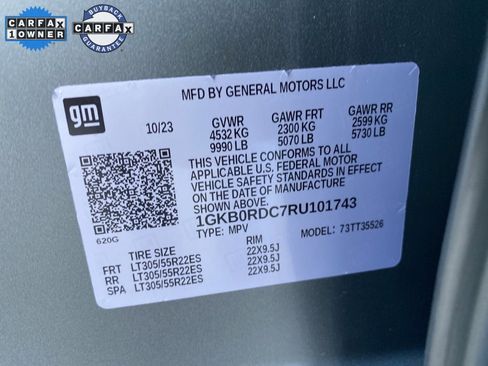 CARFAX
1 OWNER
BUYBACK
CARFAX
GUARANTEE
gm
MFD BY GENERAL MOTORS LLC
10/23
GVWR GAWR FRT GAWR RR
4532 KG 2300 KG 2599 KG
9990 LB 5070 LB 5730 LB
THIS VEHICLE CONFORMS TO ALL
APPLICABLE U.S. FEDERAL MOTOR
VEHICLE SAFETY STANDARDS IN
EFFECT ON THE DATE OF
MANUFACTURE SHOWN ABOVE.
1GKB0RDC7RU101743
TYPE: MPV MODEL: 73TT35526
620G
TIRE SIZE RIM
FRT LT305/55R22ES 22X9.5J
RR LT305/55R22ES 22X9.5J
SPA LT305/55R22ES 22X9.5J